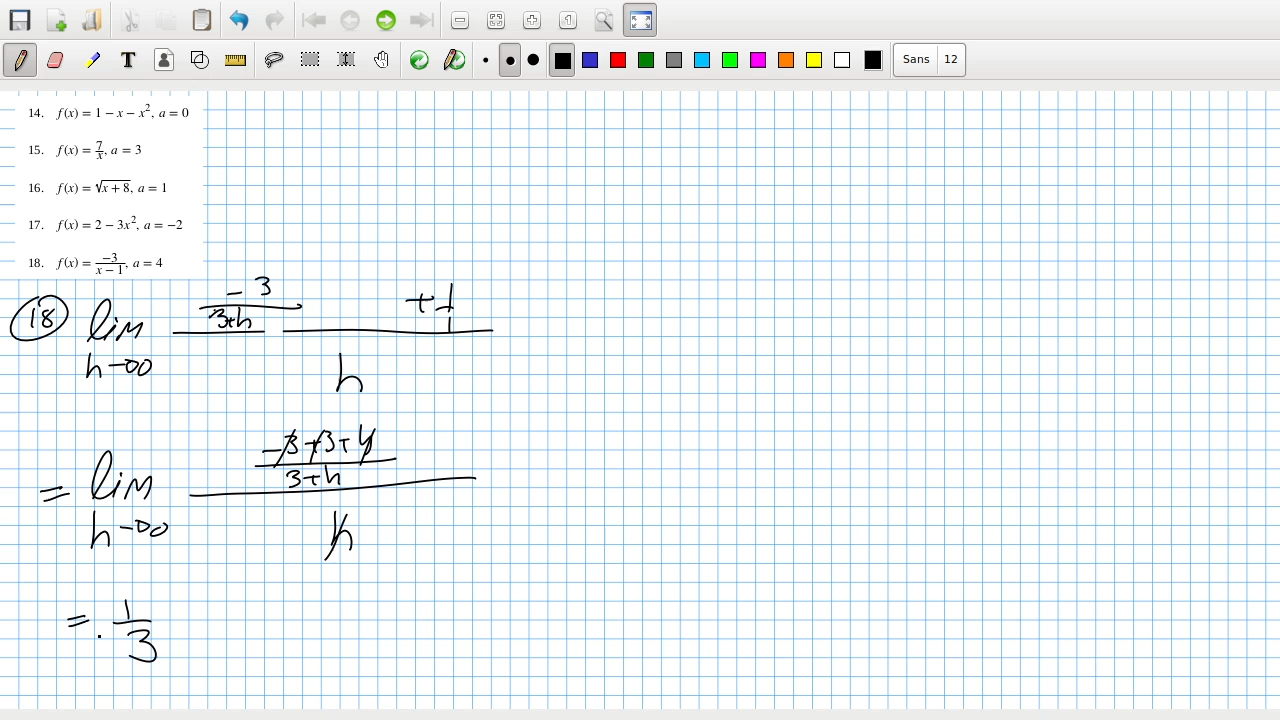 T
Sans 12
14. f(x) = 1 − x − x², a = 0
15. f(x) = 7/x, a = 3
16. f(x) = √(x + 8), a = 1
17. f(x) = 2 − 3x², a = −2
18. f(x) = −3/(x − 1), a = 4
18 lim h→0 (−3/(3+h) + 1/1)/h
= lim h→0 ((−3+3+h)/(3+h))/h
= 1/3